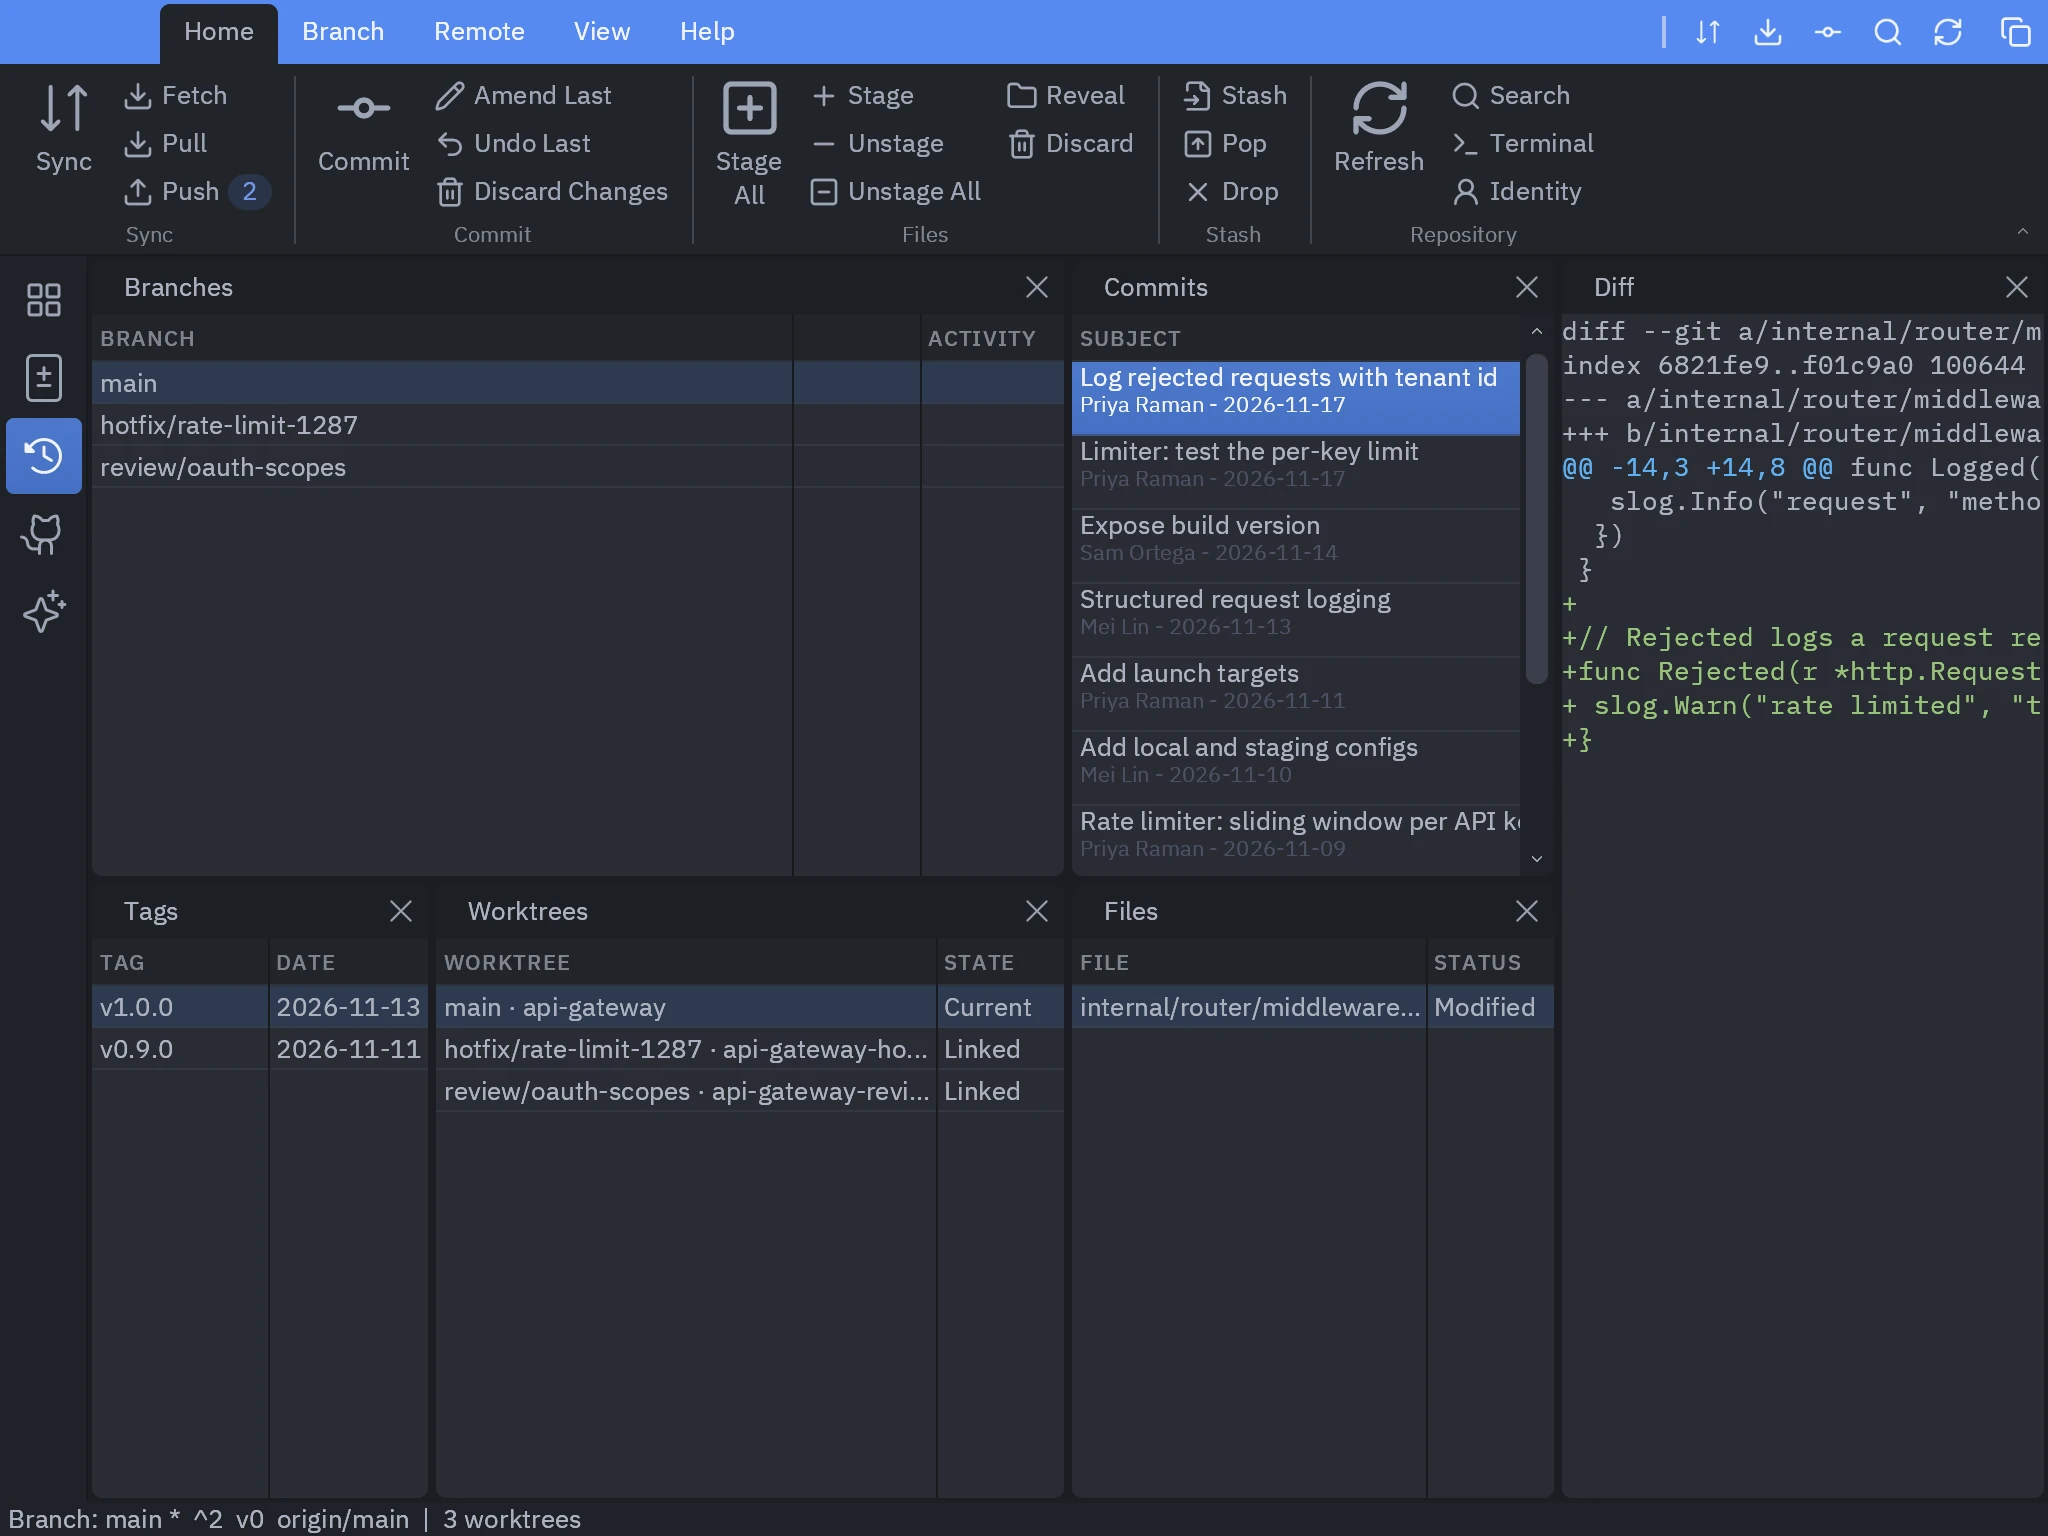 Home Branch Remote View Help
Sync
Fetch
Pull
Push 2
Sync
Commit
Amend Last
Undo Last
Discard Changes
Commit
Stage
All
Stage
Unstage
Unstage All
Reveal
Discard
Files
Stash
Pop
Drop
Stash
Refresh
Search
Terminal
Identity
Repository
Branches
BRANCH ACTIVITY
main
hotfix/rate-limit-1287
review/oauth-scopes
Commits
SUBJECT
Log rejected requests with tenant id
Priya Raman - 2026-11-17
Limiter: test the per-key limit
Priya Raman - 2026-11-17
Expose build version
Sam Ortega - 2026-11-14
Structured request logging
Mei Lin - 2026-11-13
Add launch targets
Priya Raman - 2026-11-11
Add local and staging configs
Mei Lin - 2026-11-10
Rate limiter: sliding window per API
Priya Raman - 2026-11-09
Diff
diff --git a/internal/router/m
index 6821fe9..f01c9a0 100644
--- a/internal/router/middlewa
+++ b/internal/router/middlewa
@@ -14,3 +14,8 @@ func Logged(
slog.Info("request", "metho
})
}
+
+// Rejected logs a request re
+func Rejected(r *http.Request
+ slog.Warn("rate limited", "t
+}
Tags
TAG DATE
v1.0.0 2026-11-13
v0.9.0 2026-11-11
Worktrees
WORKTREE STATE
main · api-gateway Current
hotfix/rate-limit-1287 · api-gateway-ho... Linked
review/oauth-scopes · api-gateway-revi... Linked
Files
FILE STATUS
internal/router/middleware... Modified
Branch: main * ^2 v0 origin/main | 3 worktrees